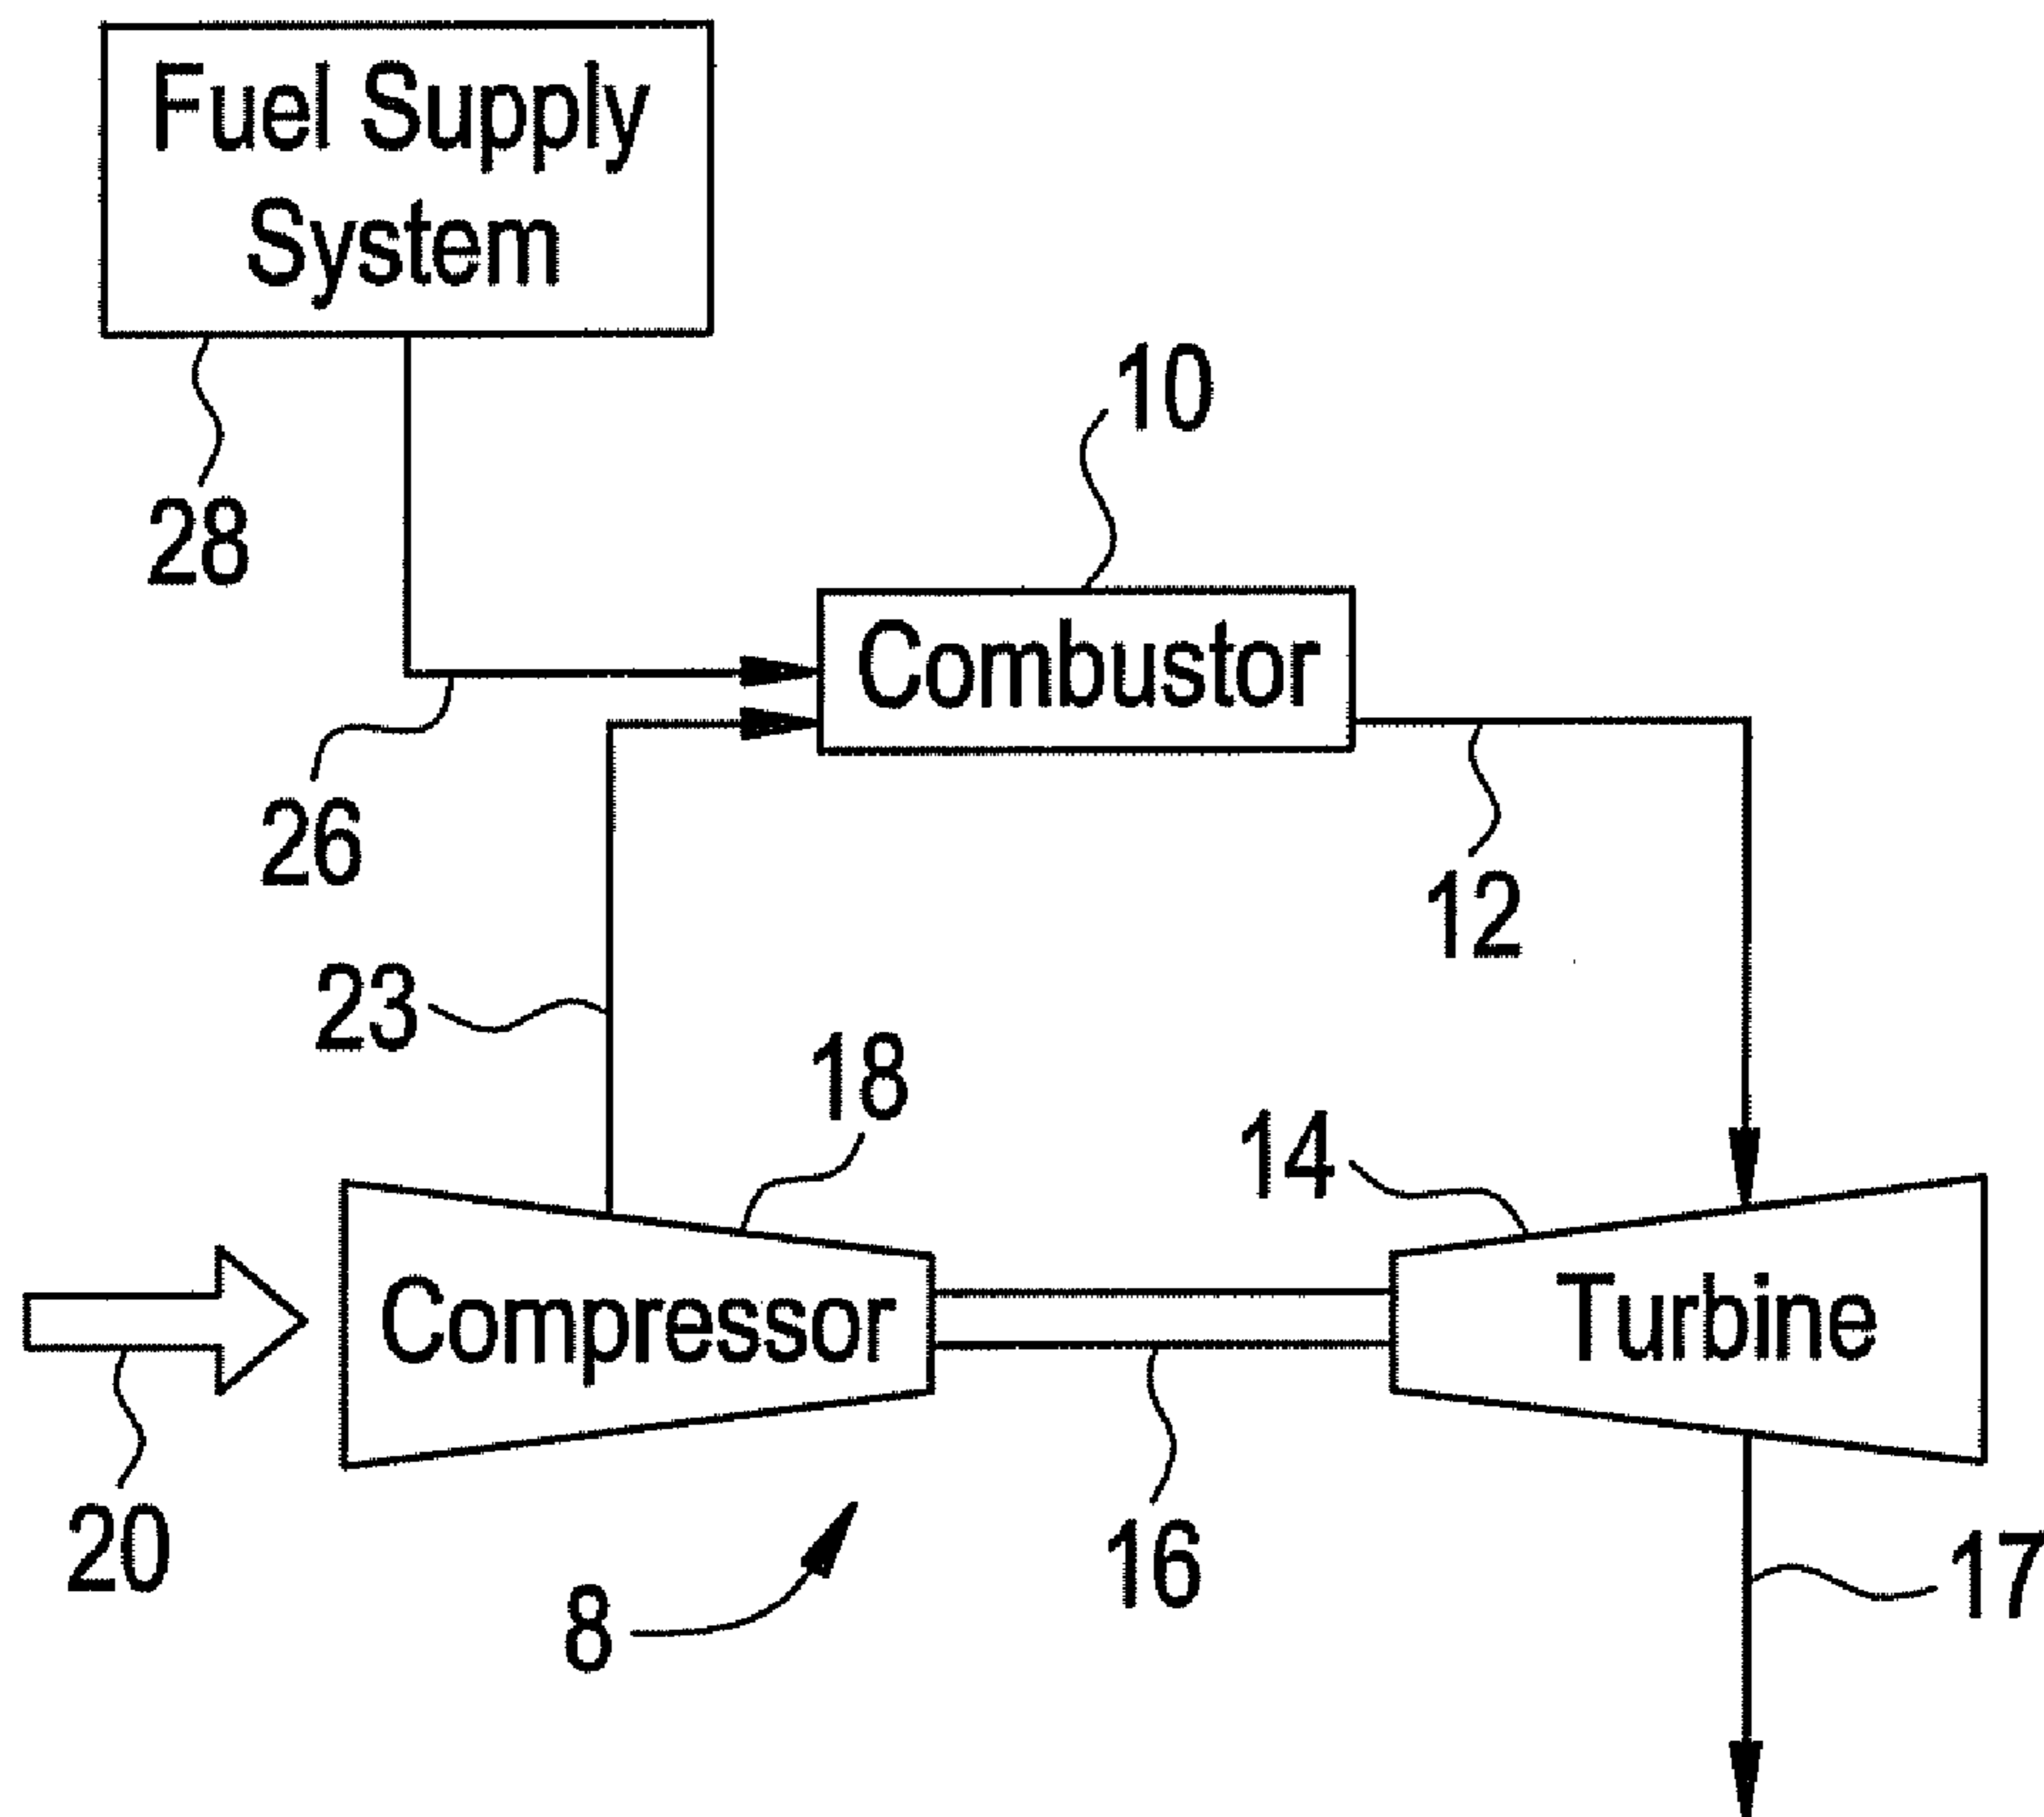 Fuel Supply
System
10
28
Combustor
26
12
23
18
14
Compressor
Turbine
20
16
17
8